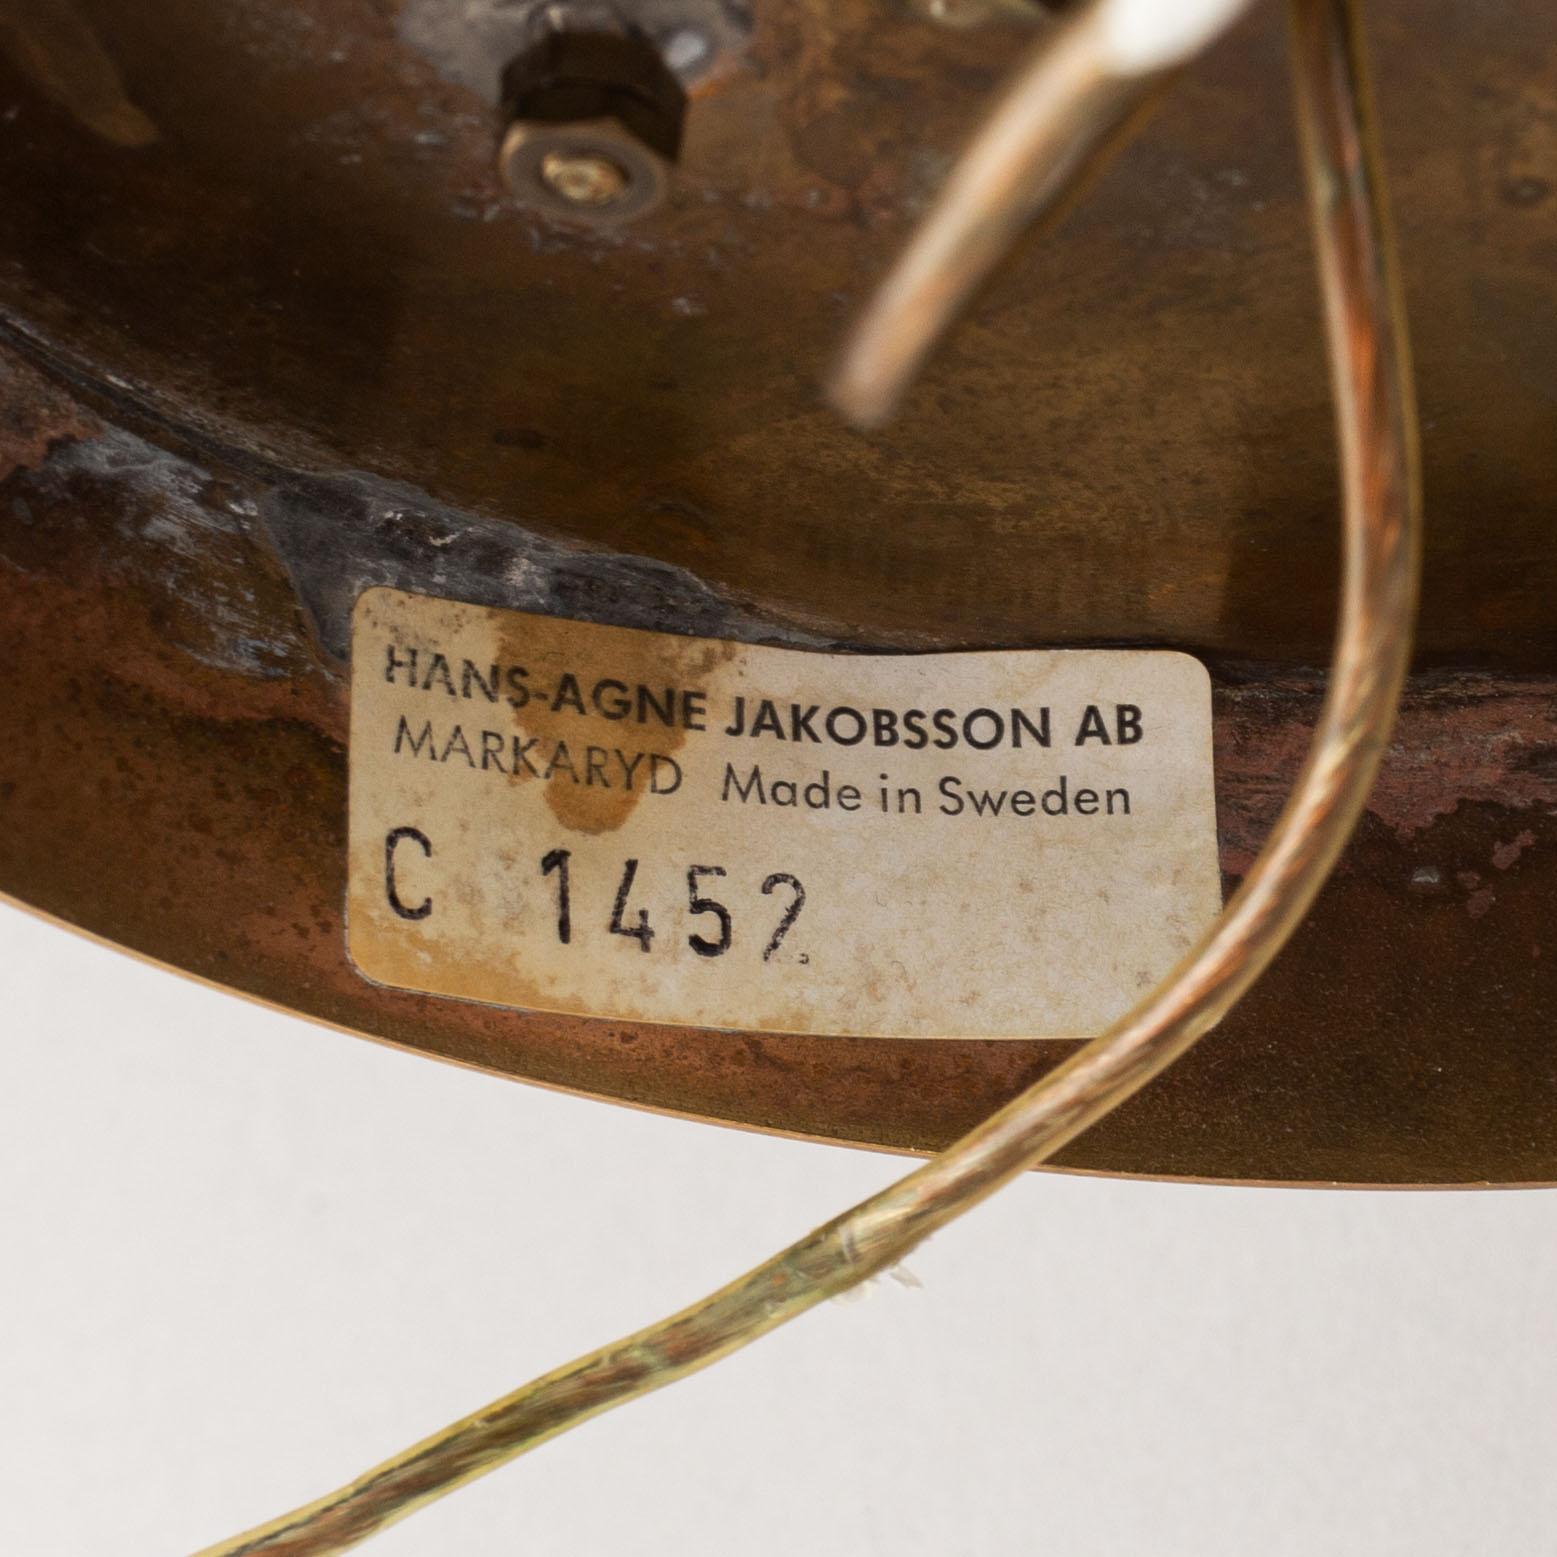 HANS-AGNE JAKOBSSON AB
MARKARYD Made in Sweden
C 1452